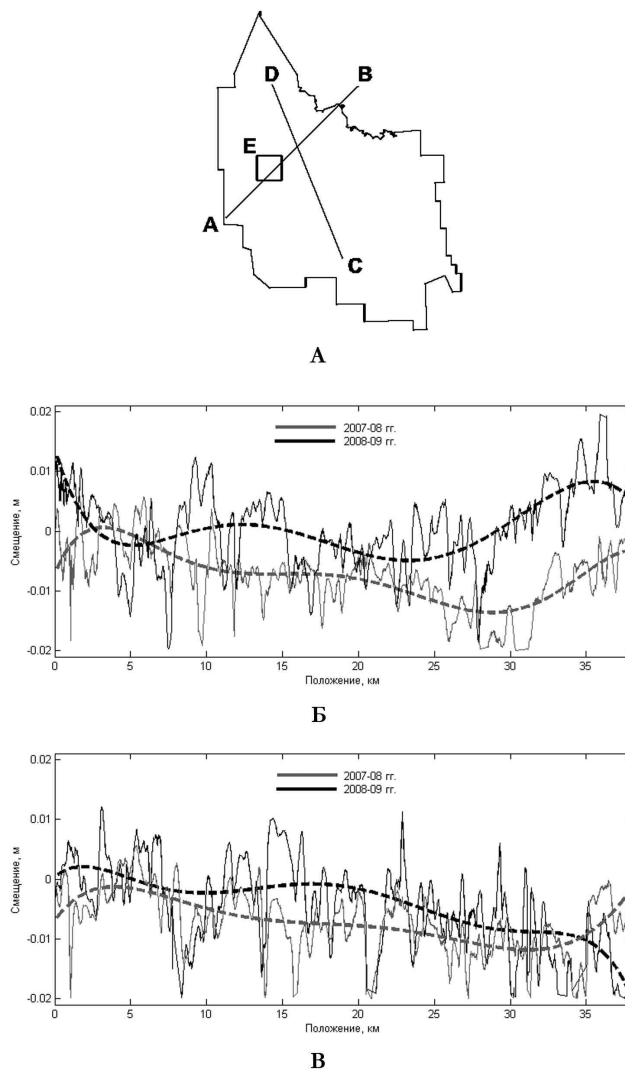 D
B
E
A
C
А
0.02
0.01
0
-0.01
-0.02
Смещение, м
2007-08 гг.
2008-09 гг.
0 5 10 15 20 25 30 35
Положение, км
Б
0.02
0.01
0
-0.01
-0.02
Смещение, м
2007-08 гг.
2008-09 гг.
0 5 10 15 20 25 30 35
Положение, км
В